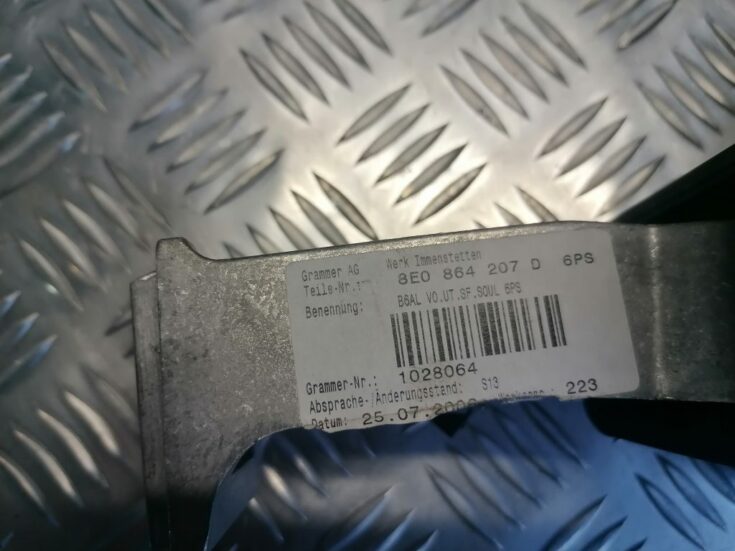 Grammer AG Werk Immenstetten
Teile-Nr.: 8E0 864 207 D 6PS
Benennung: B6AL VO.UT.SF.SOUL 6PS
Grammer-Nr.: 1028064
Absprache-/Änderungsstand: S13
Datum: 25.07. 223